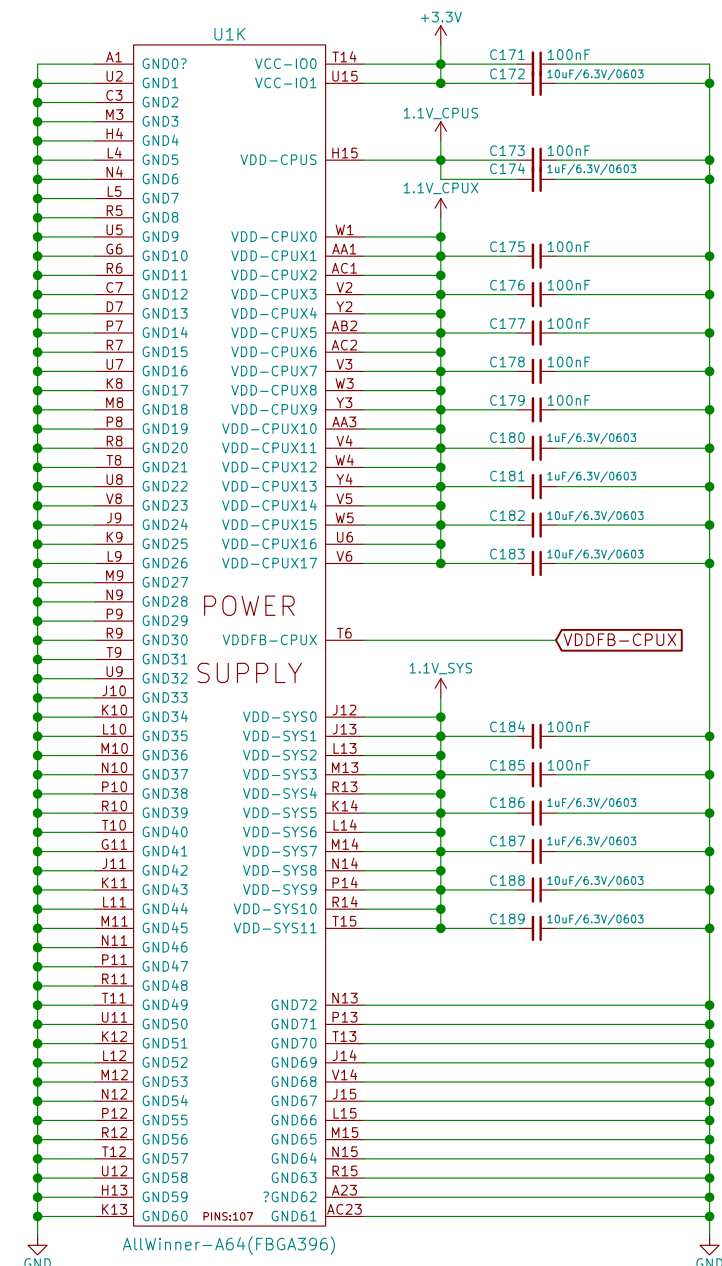 +3.3V
U1K
A1 GND0? VCC-IO0 T14 C171 100nF
U2 GND1 VCC-IO1 U15 C172 10uF/6.3V/0603
C3 GND2
1.1V_CPUS
M3 GND3
H4 GND4
L4 GND5 VDD-CPUS H15 C173 100nF
N4 GND6 C174 1uF/6.3V/0603
1.1V_CPUX
L5 GND7
R5 GND8
U5 GND9 VDD-CPUX0 W1
G6 GND10 VDD-CPUX1 AA1 C175 100nF
R6 GND11 VDD-CPUX2 AC1
C7 GND12 VDD-CPUX3 V2 C176 100nF
D7 GND13 VDD-CPUX4 Y2
P7 GND14 VDD-CPUX5 AB2 C177 100nF
R7 GND15 VDD-CPUX6 AC2
U7 GND16 VDD-CPUX7 V3 C178 100nF
K8 GND17 VDD-CPUX8 W3
M8 GND18 VDD-CPUX9 Y3 C179 100nF
P8 GND19 VDD-CPUX10 AA3
R8 GND20 VDD-CPUX11 V4 C180 1uF/6.3V/0603
T8 GND21 VDD-CPUX12 W4
U8 GND22 VDD-CPUX13 Y4 C181 1uF/6.3V/0603
V8 GND23 VDD-CPUX14 V5
J9 GND24 VDD-CPUX15 W5 C182 10uF/6.3V/0603
K9 GND25 VDD-CPUX16 U6
L9 GND26 VDD-CPUX17 V6 C183 10uF/6.3V/0603
M9 GND27
N9 GND28
POWER
P9 GND29
R9 GND30 VDDFB-CPUX T6 VDDFB-CPUX
T9 GND31
U9 GND32
SUPPLY
1.1V_SYS
J10 GND33
K10 GND34 VDD-SYS0 J12
L10 GND35 VDD-SYS1 J13 C184 100nF
M10 GND36 VDD-SYS2 L13
N10 GND37 VDD-SYS3 M13 C185 100nF
P10 GND38 VDD-SYS4 R13
R10 GND39 VDD-SYS5 K14 C186 1uF/6.3V/0603
T10 GND40 VDD-SYS6 L14
G11 GND41 VDD-SYS7 M14 C187 1uF/6.3V/0603
J11 GND42 VDD-SYS8 N14
K11 GND43 VDD-SYS9 P14 C188 10uF/6.3V/0603
L11 GND44 VDD-SYS10 R14
M11 GND45 VDD-SYS11 T15 C189 10uF/6.3V/0603
N11 GND46
P11 GND47
R11 GND48
T11 GND49 GND72 N13
U11 GND50 GND71 P13
K12 GND51 GND70 T13
L12 GND52 GND69 J14
M12 GND53 GND68 V14
N12 GND54 GND67 J15
P12 GND55 GND66 L15
R12 GND56 GND65 M15
T12 GND57 GND64 N15
U12 GND58 GND63 R15
H13 GND59 ?GND62 A23
K13 GND60 PINS:107 GND61 AC23
AllWinner-A64(FBGA396)
GND GND